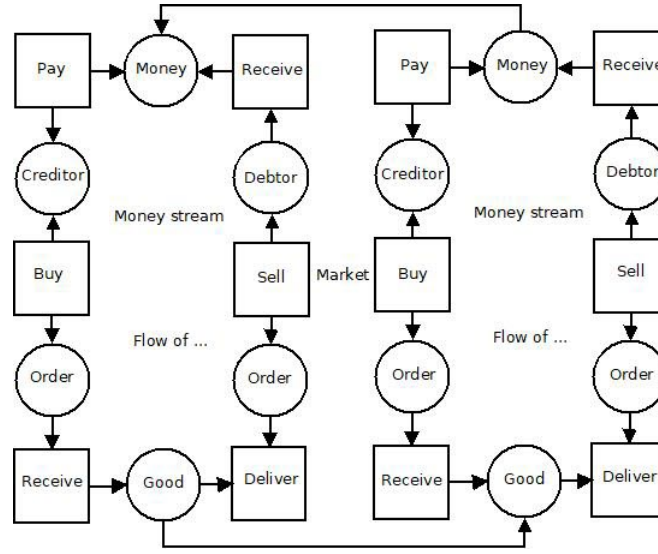 Pay
Money
Receive
Pay
Money
Receive
Creditor
Debtor
Creditor
Debtor
Money stream
Money stream
Buy
Sell
Market
Buy
Sell
Flow of ...
Flow of ...
Order
Order
Order
Order
Receive
Good
Deliver
Receive
Good
Deliver